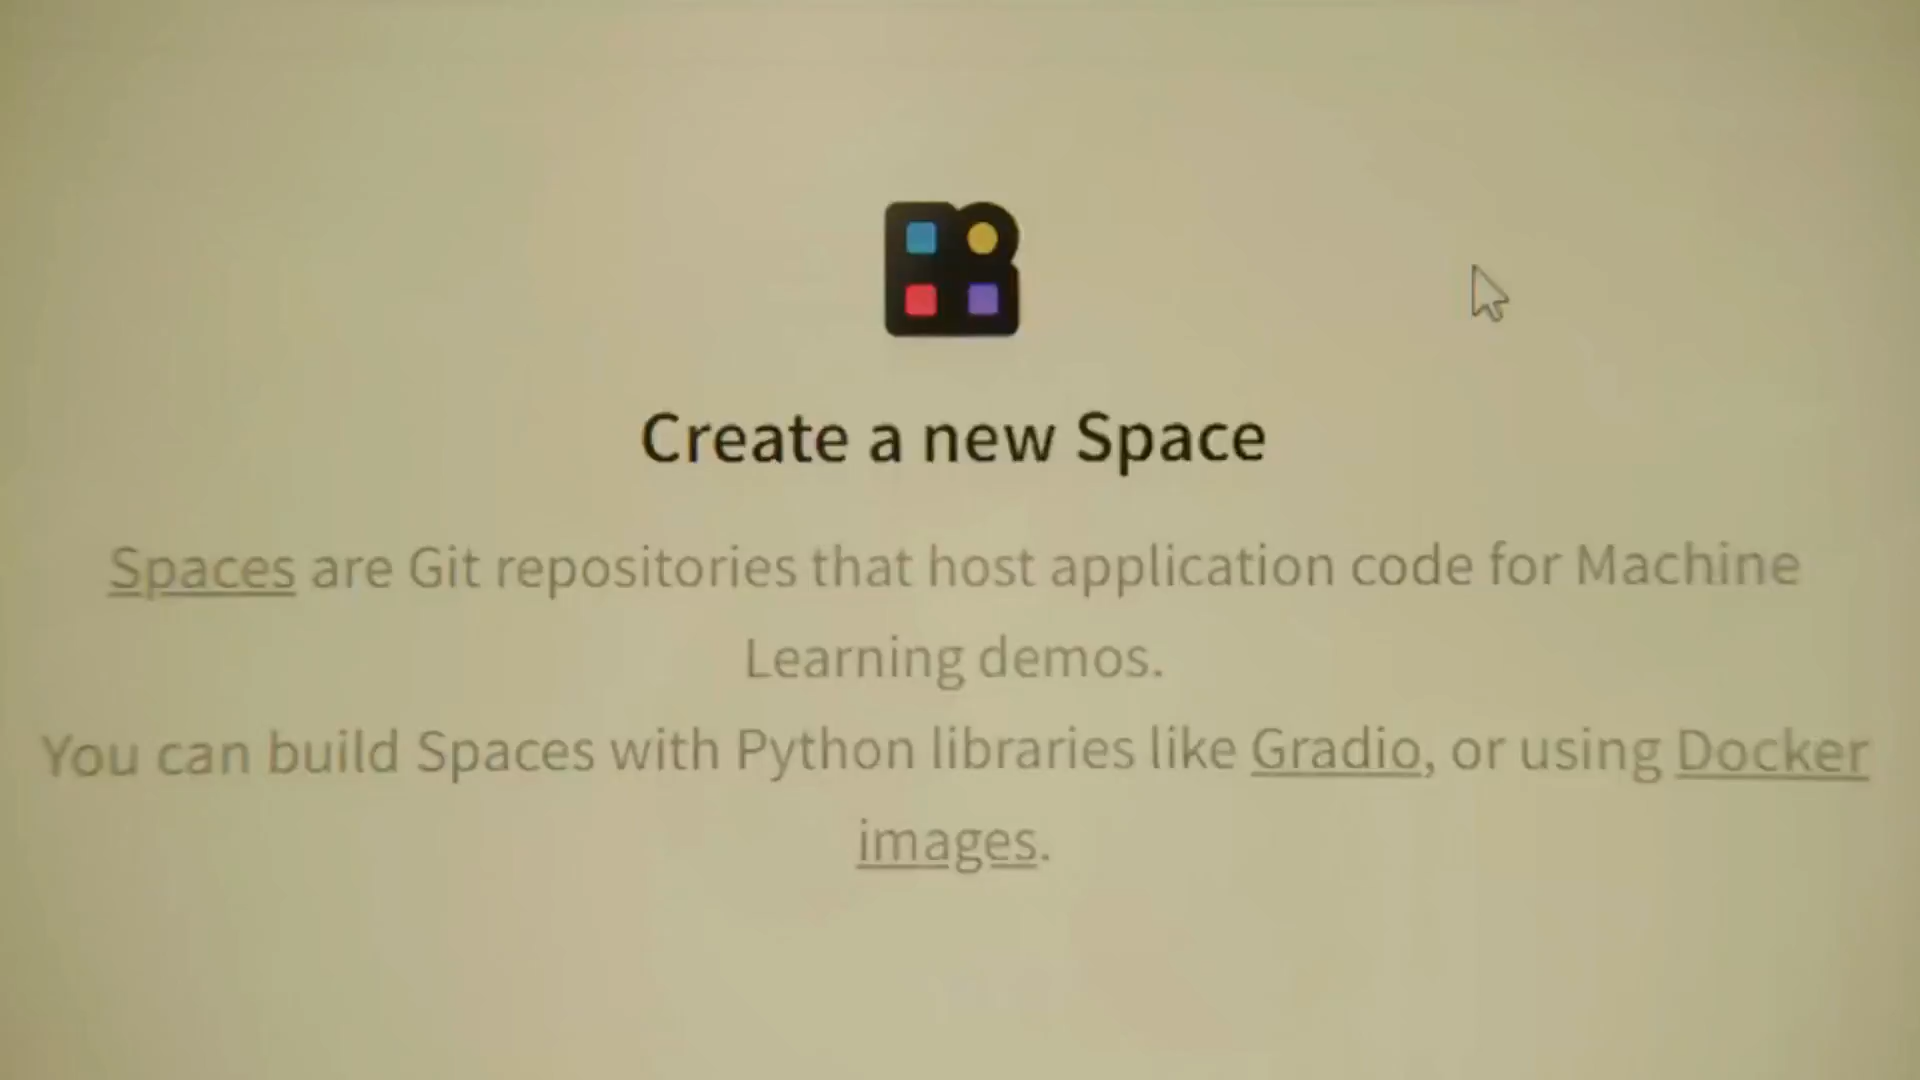 Create a new Space
Spaces are Git repositories that host application code for Machine
Learning demos.
You can build Spaces with Python libraries like Gradio, or using Docker
images.